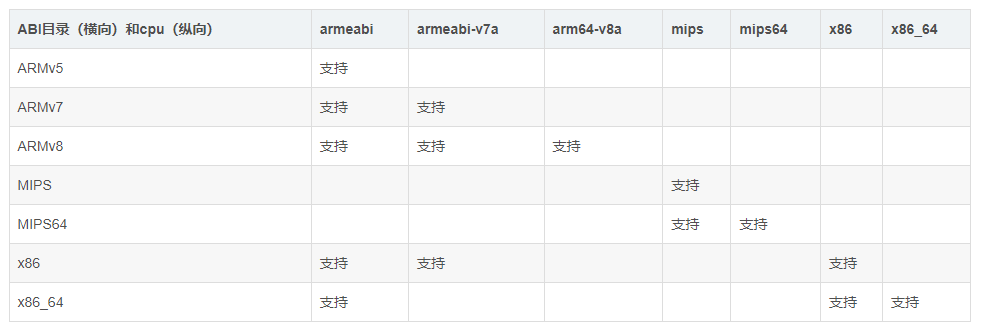 ABI目录（横向）和cpu（纵向） armeabi armeabi-v7a arm64-v8a mips mips64 x86 x86_64
ARMv5 支持
ARMv7 支持 支持
ARMv8 支持 支持 支持
MIPS 支持
MIPS64 支持 支持
x86 支持 支持 支持
x86_64 支持 支持 支持